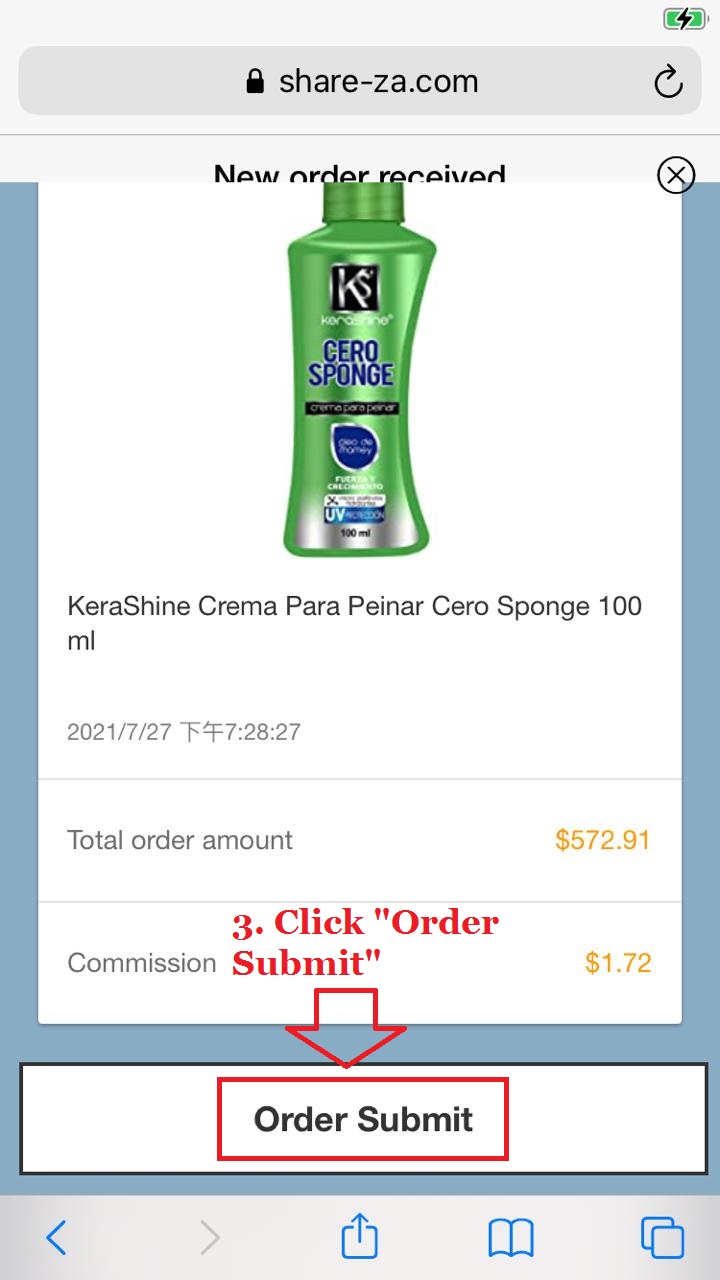 share-za.com
New order received
KS
kerashine®
CERO
SPONGE
crema para peinar
óleo de
mamey
FUERZA Y
CRECIMIENTO
UV PROTECCIÓN
100 ml
KeraShine Crema Para Peinar Cero Sponge 100
ml
2021/7/27 下午7:28:27
Total order amount
$572.91
3. Click "Order
Submit"
Commission
$1.72
Order Submit